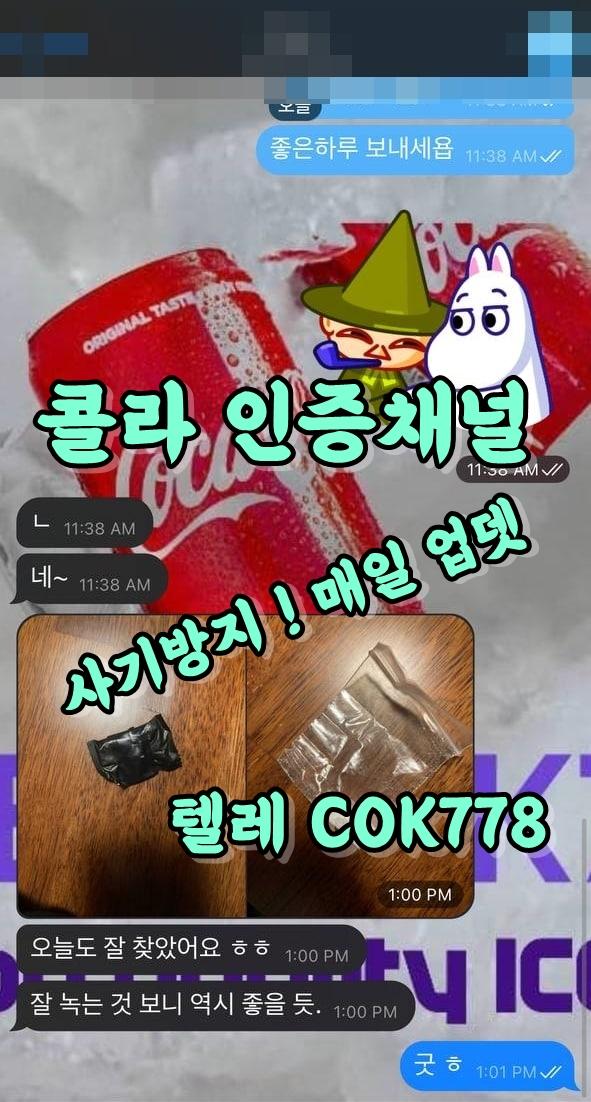 오늘
좋은하루 보내세욥 11:38 AM
ORIGINAL TASTE
콜라 인증채널
11:38 AM
ㄴ 11:38 AM
네~ 11:38 AM
사기방지 ! 매일 업뎃
텔레 COK778
1:00 PM
오늘도 잘 찾았어요 ㅎㅎ 1:00 PM
잘 녹는 것 보니 역시 좋을 듯. 1:00 PM
굿 ㅎ 1:01 PM